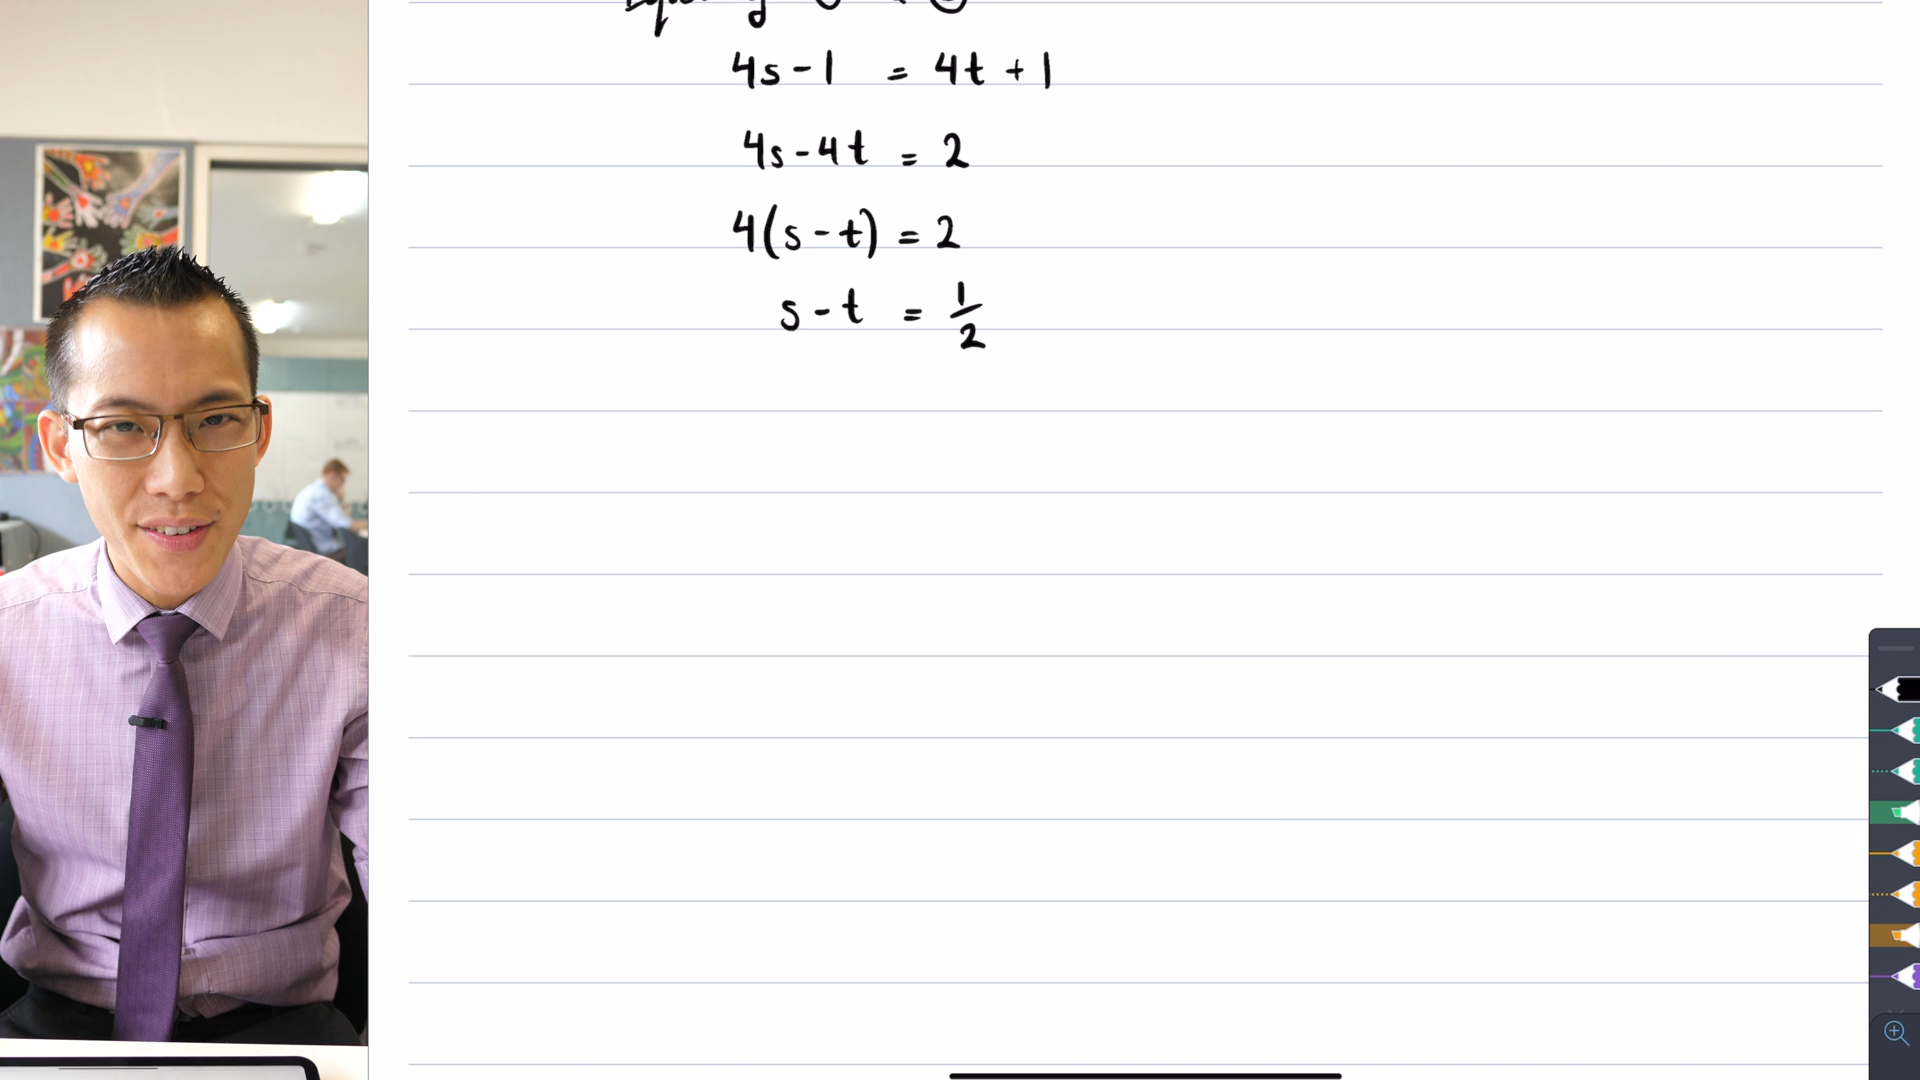 4s - 1 = 4t + 1
4s - 4t = 2
4(s - t) = 2
s - t = 1/2